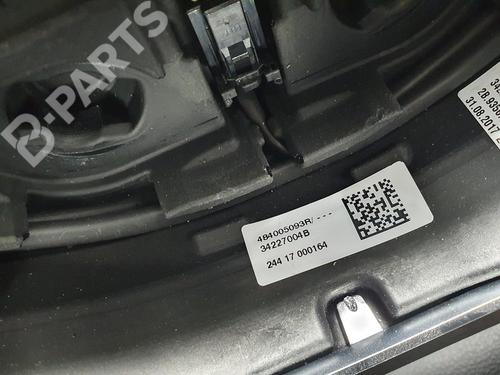 B-PARTS
484005093R/ ---
34227004B
244 17 000164
31.08.2017